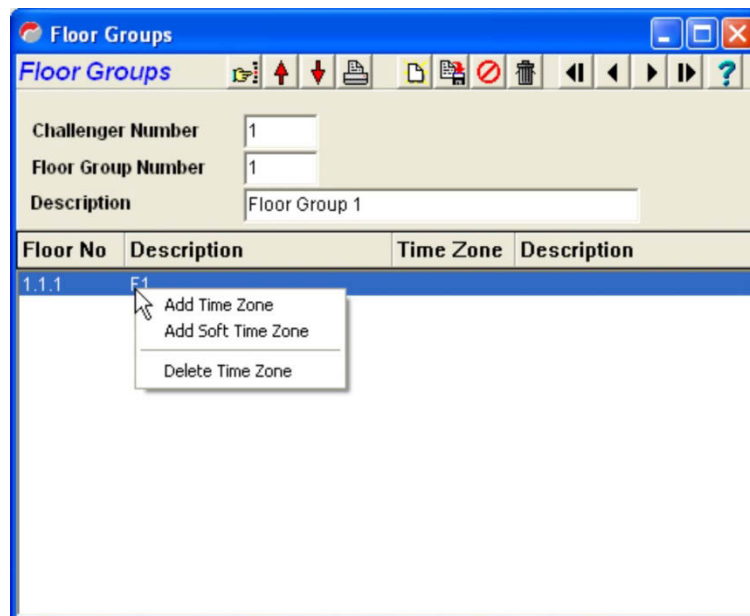 Floor Groups
Floor Groups ?
Challenger Number 1
Floor Group Number 1
Description Floor Group 1
Floor No Description Time Zone Description
1.1.1 F1
Add Time Zone
Add Soft Time Zone
Delete Time Zone